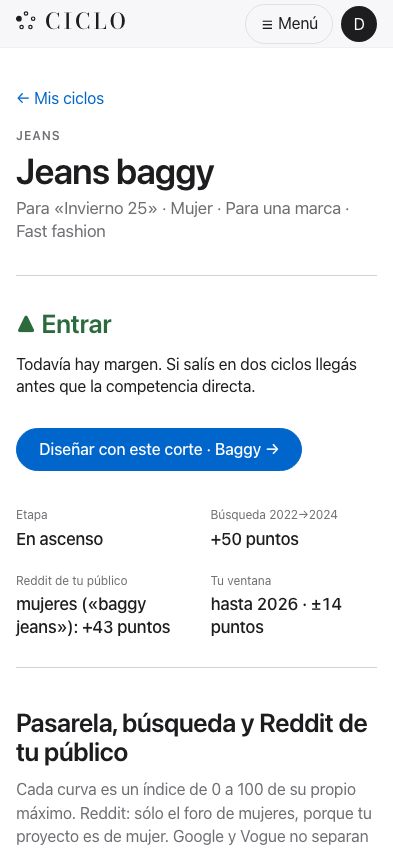 CICLO
≡ Menú
D
← Mis ciclos
JEANS
Jeans baggy
Para «Invierno 25» · Mujer · Para una marca ·
Fast fashion
▲ Entrar
Todavía hay margen. Si salís en dos ciclos llegás
antes que la competencia directa.
Diseñar con este corte · Baggy →
Etapa
En ascenso
Búsqueda 2022→2024
+50 puntos
Reddit de tu público
mujeres («baggy
jeans»): +43 puntos
Tu ventana
hasta 2026 · ±14
puntos
Pasarela, búsqueda y Reddit de
tu público
Cada curva es un índice de 0 a 100 de su propio
máximo. Reddit: sólo el foro de mujeres, porque tu
proyecto es de mujer. Google y Vogue no separan